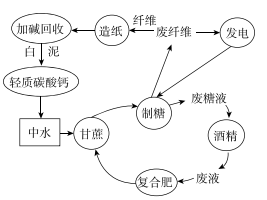 加碱回收
造纸
纤维
废纤维
发电
白 泥
轻质碳酸钙
制糖
废糖液
中水
甘蔗
酒精
复合肥
废液